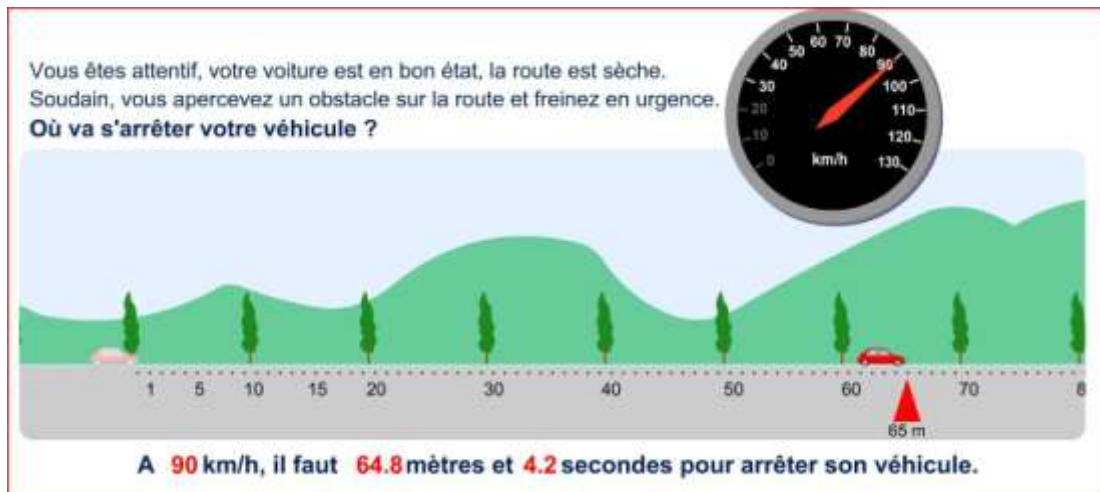 Vous êtes attentif, votre voiture est en bon état, la route est sèche.
Soudain, vous apercevez un obstacle sur la route et freinez en urgence.
Où va s'arrêter votre véhicule ?
0 10 20 30 40 50 60 70 80 90 100 110 120 130
km/h
1 5 10 15 20 30 40 50 60 70 8
65 m
A 90 km/h, il faut 64.8 mètres et 4.2 secondes pour arrêter son véhicule.